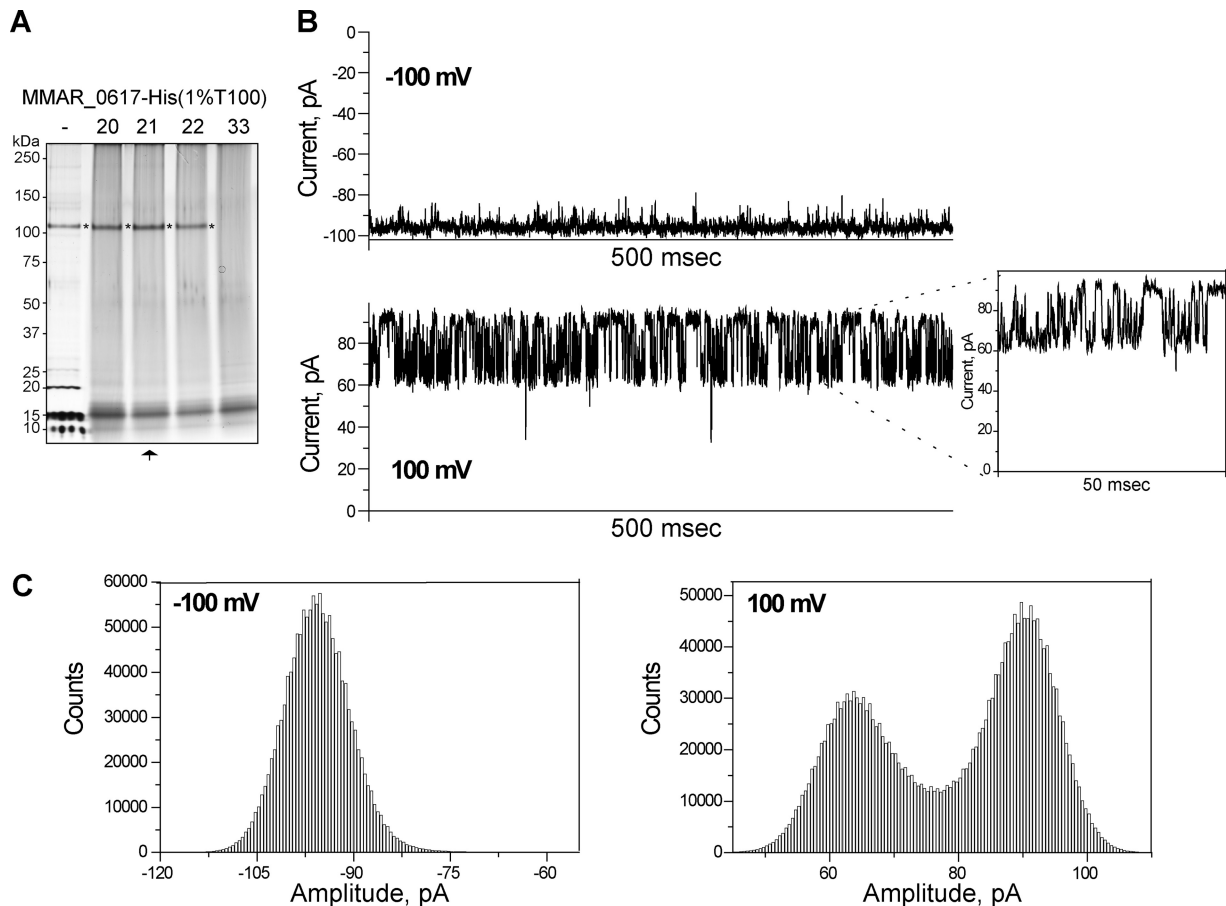 A
MMAR_0617-His(1%T100)
- 20 21 22 33
kDa
250
150
100
75
50
37
25
20
15
10
* * * *
B
Current, pA
0
-20
-40
-60
-80
-100
-100 mV
500 msec
Current, pA
80
60
40
20
0
100 mV
500 msec
Current, pA
80
60
40
20
0
50 msec
C
Counts
60000
50000
40000
30000
20000
10000
0
-100 mV
-120 -105 -90 -75 -60
Amplitude, pA
Counts
50000
40000
30000
20000
10000
0
100 mV
60 80 100
Amplitude, pA